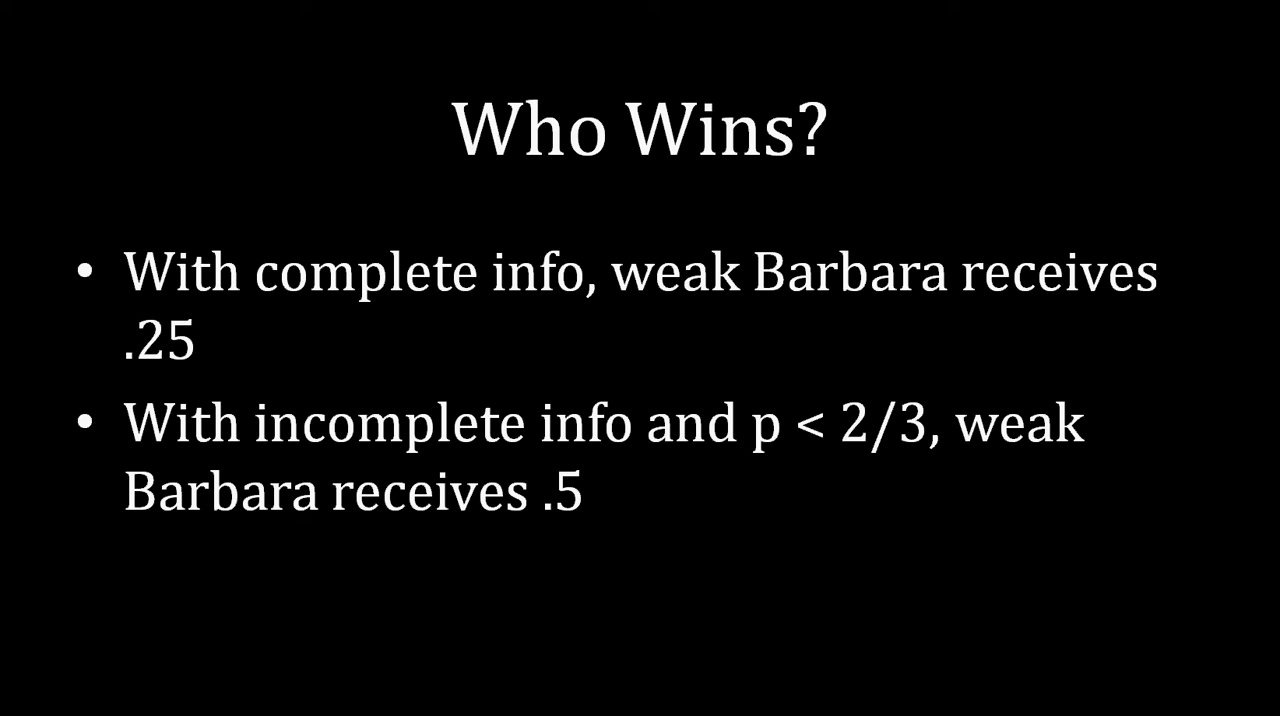 Who Wins?
• With complete info, weak Barbara receives
.25
• With incomplete info and p < 2/3, weak
Barbara receives .5